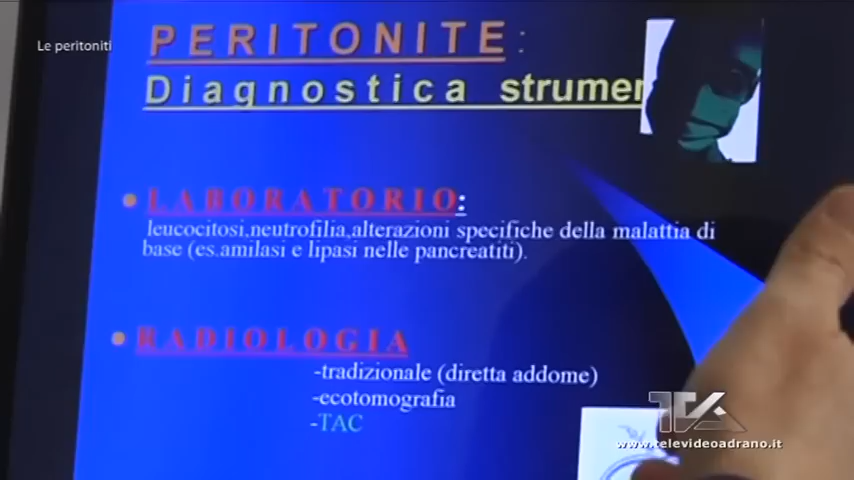 Le peritoniti
PERITONITE:
Diagnostica strumen
LABORATORIO:
leucocitosi,neutrofilia,alterazioni specifiche della malattia di
base (es.amilasi e lipasi nelle pancreatiti).
RADIOLOGIA
-tradizionale (diretta addome)
-ecotomografia
-TAC
TVA
www.televideoadrano.it